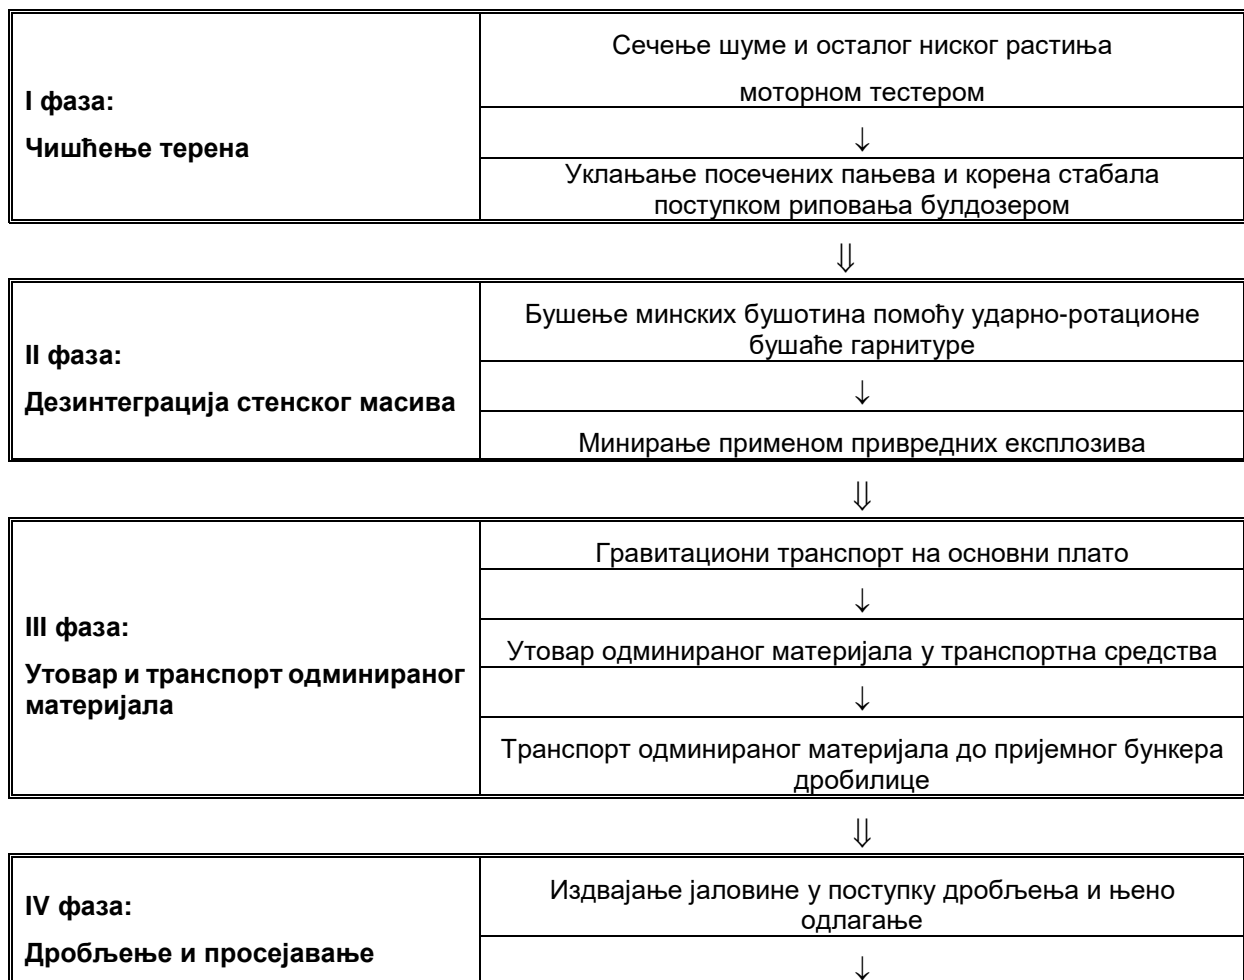 I фаза:
Чишћење терена
Сечење шуме и осталог ниског растиња
моторном тестером
↓
Уклањање посечених пањева и корена стабала
поступком риповања булдозером
⇓
II фаза:
Дезинтеграција стенског масива
Бушење минских бушотина помоћу ударно-ротационе
бушаће гарнитуре
↓
Минирање применом привредних експлозива
⇓
III фаза:
Утовар и транспорт одминираног
материјала
Гравитациони транспорт на основни плато
↓
Утовар одминираног материјала у транспортна средства
↓
Транспорт одминираног материјала до пријемног бункера
дробилице
⇓
IV фаза:
Дробљење и просејавање
Издвајање јаловине у поступку дробљења и њено
одлагање
↓